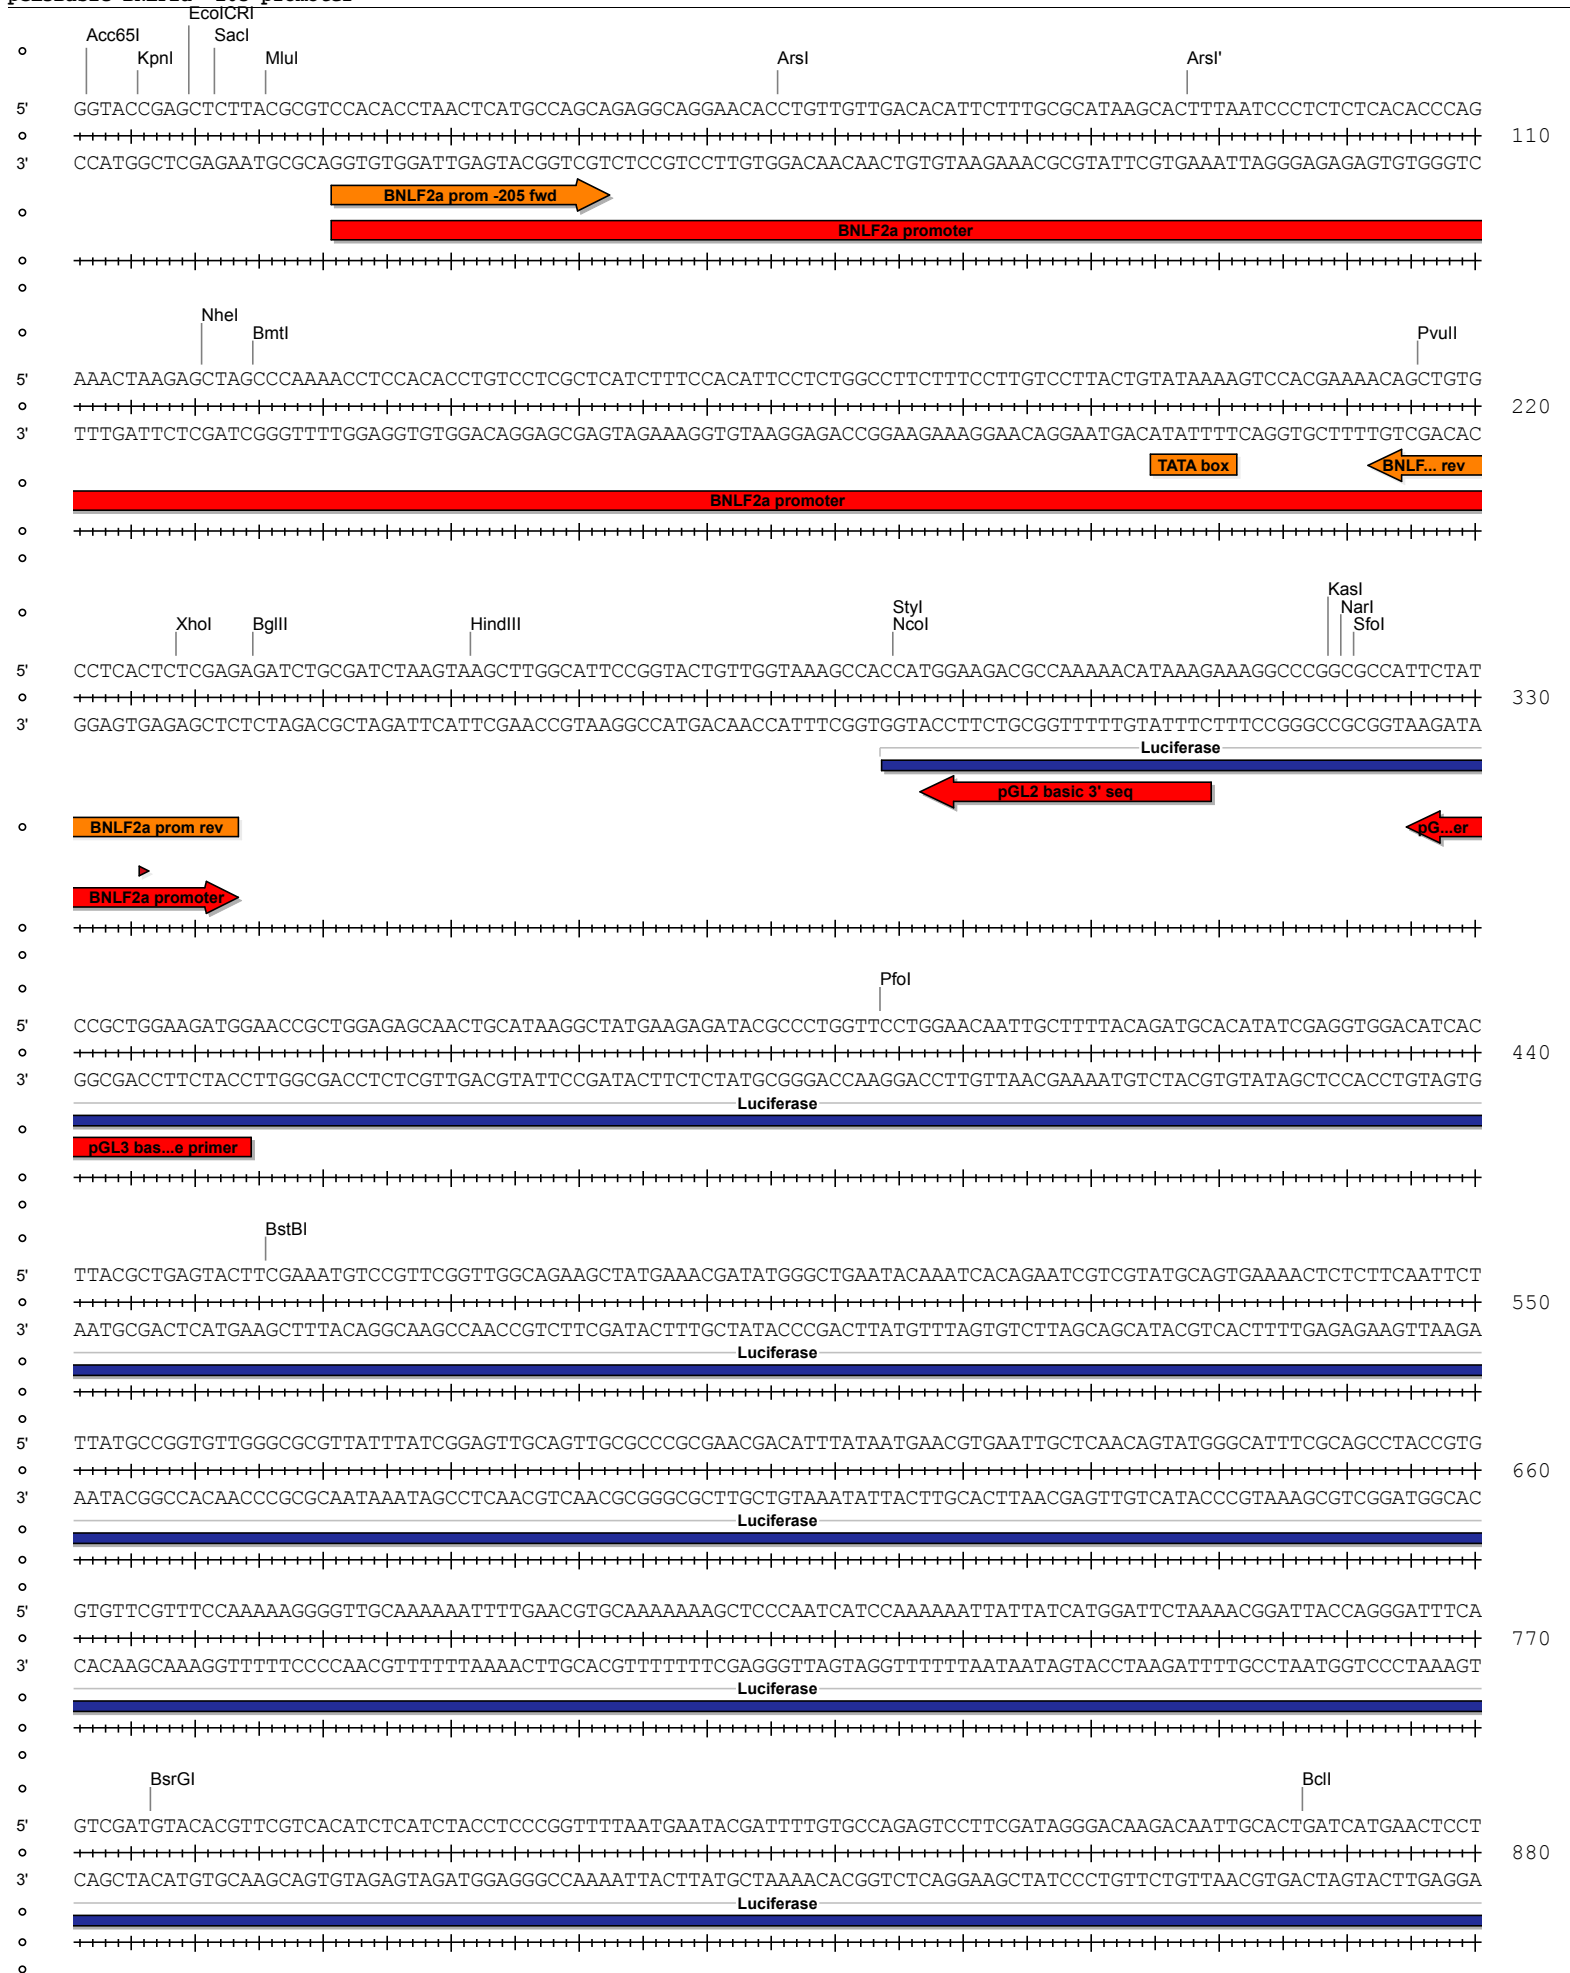 EcoICRI
Acc65I SacI
KpnI MluI ArsI ArsI'
5' GGTACCGAGCTCTTACGCGTCCACACCTAACTCATGCCAGCAGAGGCAGGAACACCTGTTGTTGACACATTCTTTGCGCATAAGCACTTTAATCCCTCTCTCACACCCAG
110
3' CCATGGCTCGAGAATGCGCAGGTGTGGATTGAGTACGGTCGTCTCCGTCCTTGTGGACAACAACTGTGTAAGAAACGCGTATTCGTGAAATTAGGGAGAGAGTGTGGGTC
BNLF2a prom -205 fwd
BNLF2a promoter
NheI
BmtI PvuII
5' AAACTAAGAGCTAGCCCAAAACCTCCACACCTGTCCTCGCTCATCTTTCCACATTCCTCTGGCCTTCTTTCCTTGTCCTTACTGTATAAAAGTCCACGAAAACAGCTGTG
220
3' TTTGATTCTCGATCGGGTTTTGGAGGTGTGGACAGGAGCGAGTAGAAAGGTGTAAGGAGACCGGAAGAAAGGAACAGGAATGACATATTTTCAGGTGCTTTTGTCGACAC
TATA box BNLF... rev
BNLF2a promoter
KasI
StyI NarI
XhoI BglII HindIII NcoI SfoI
5' CCTCACTCTCGAGAGATCTGCGATCTAAGTAAGCTTGGCATTCCGGTACTGTTGGTAAAGCCACCATGGAAGACGCCAAAAACATAAAGAAAGGCCCGGCGCCATTCTAT
330
3' GGAGTGAGAGCTCTCTAGACGCTAGATTCATTCGAACCGTAAGGCCATGACAACCATTTCGGTGGTACCTTCTGCGGTTTTTGTATTTCTTTCCGGGCCGCGGTAAGATA
Luciferase
pGL2 basic 3' seq
BNLF2a prom rev pG...er
BNLF2a promoter
PfoI
5' CCGCTGGAAGATGGAACCGCTGGAGAGCAACTGCATAAGGCTATGAAGAGATACGCCCTGGTTCCTGGAACAATTGCTTTTACAGATGCACATATCGAGGTGGACATCAC
440
3' GGCGACCTTCTACCTTGGCGACCTCTCGTTGACGTATTCCGATACTTCTCTATGCGGGACCAAGGACCTTGTTAACGAAAATGTCTACGTGTATAGCTCCACCTGTAGTG
Luciferase
pGL3 bas...e primer
BstBI
5' TTACGCTGAGTACTTCGAAATGTCCGTTCGGTTGGCAGAAGCTATGAAACGATATGGGCTGAATACAAATCACAGAATCGTCGTATGCAGTGAAAACTCTCTTCAATTCT
550
3' AATGCGACTCATGAAGCTTTACAGGCAAGCCAACCGTCTTCGATACTTTGCTATACCCGACTTATGTTTAGTGTCTTAGCAGCATACGTCACTTTTGAGAGAAGTTAAGA
Luciferase
5' TTATGCCGGTGTTGGGCGCGTTATTTATCGGAGTTGCAGTTGCGCCCGCGAACGACATTTATAATGAACGTGAATTGCTCAACAGTATGGGCATTTCGCAGCCTACCGTG
660
3' AATACGGCCACAACCCGCGCAATAAATAGCCTCAACGTCAACGCGGGCGCTTGCTGTAAATATTACTTGCACTTAACGAGTTGTCATACCCGTAAAGCGTCGGATGGCAC
Luciferase
5' GTGTTCGTTTCCAAAAAGGGGTTGCAAAAAATTTTGAACGTGCAAAAAAAGCTCCCAATCATCCAAAAAATTATTATCATGGATTCTAAAACGGATTACCAGGGATTTCA
770
3' CACAAGCAAAGGTTTTTCCCCAACGTTTTTTAAAACTTGCACGTTTTTTTCGAGGGTTAGTAGGTTTTTTAATAATAGTACCTAAGATTTTGCCTAATGGTCCCTAAAGT
Luciferase
BsrGI BclI
5' GTCGATGTACACGTTCGTCACATCTCATCTACCTCCCGGTTTTAATGAATACGATTTTGTGCCAGAGTCCTTCGATAGGGACAAGACAATTGCACTGATCATGAACTCCT
880
3' CAGCTACATGTGCAAGCAGTGTAGAGTAGATGGAGGGCCAAAATTACTTATGCTAAAACACGGTCTCAGGAAGCTATCCCTGTTCTGTTAACGTGACTAGTACTTGAGGA
Luciferase